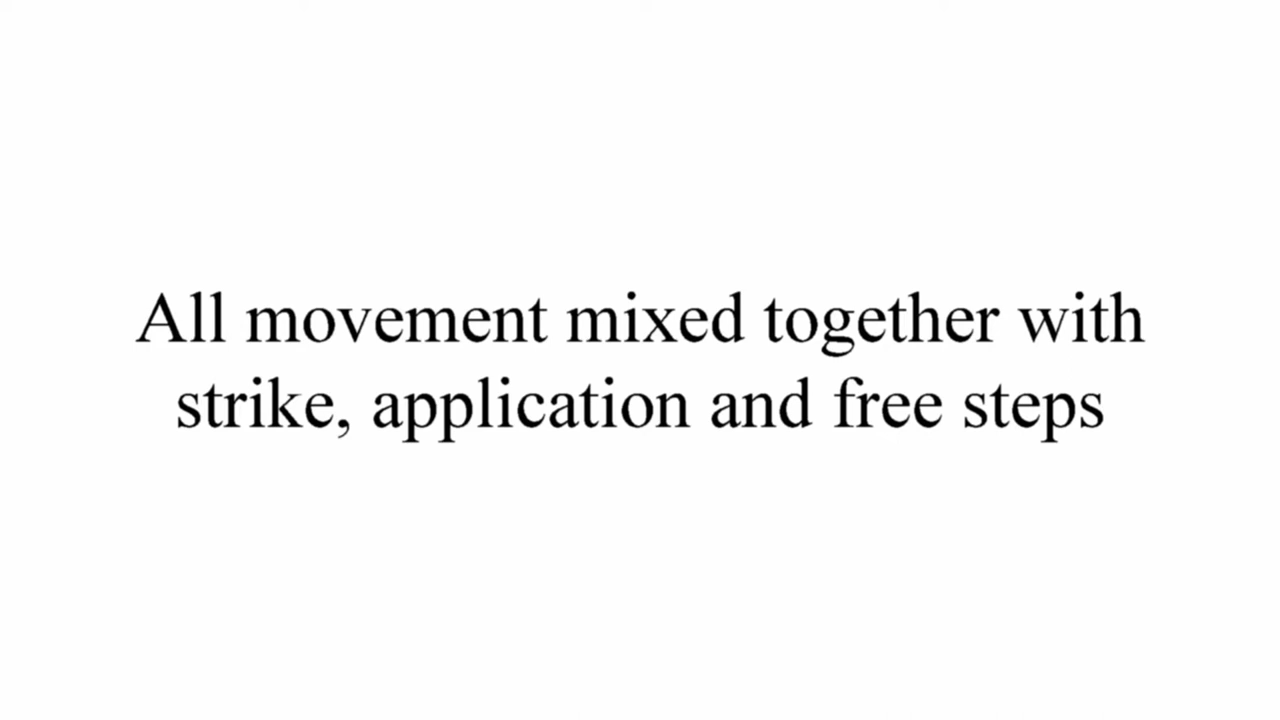 All movement mixed together with
strike, application and free steps